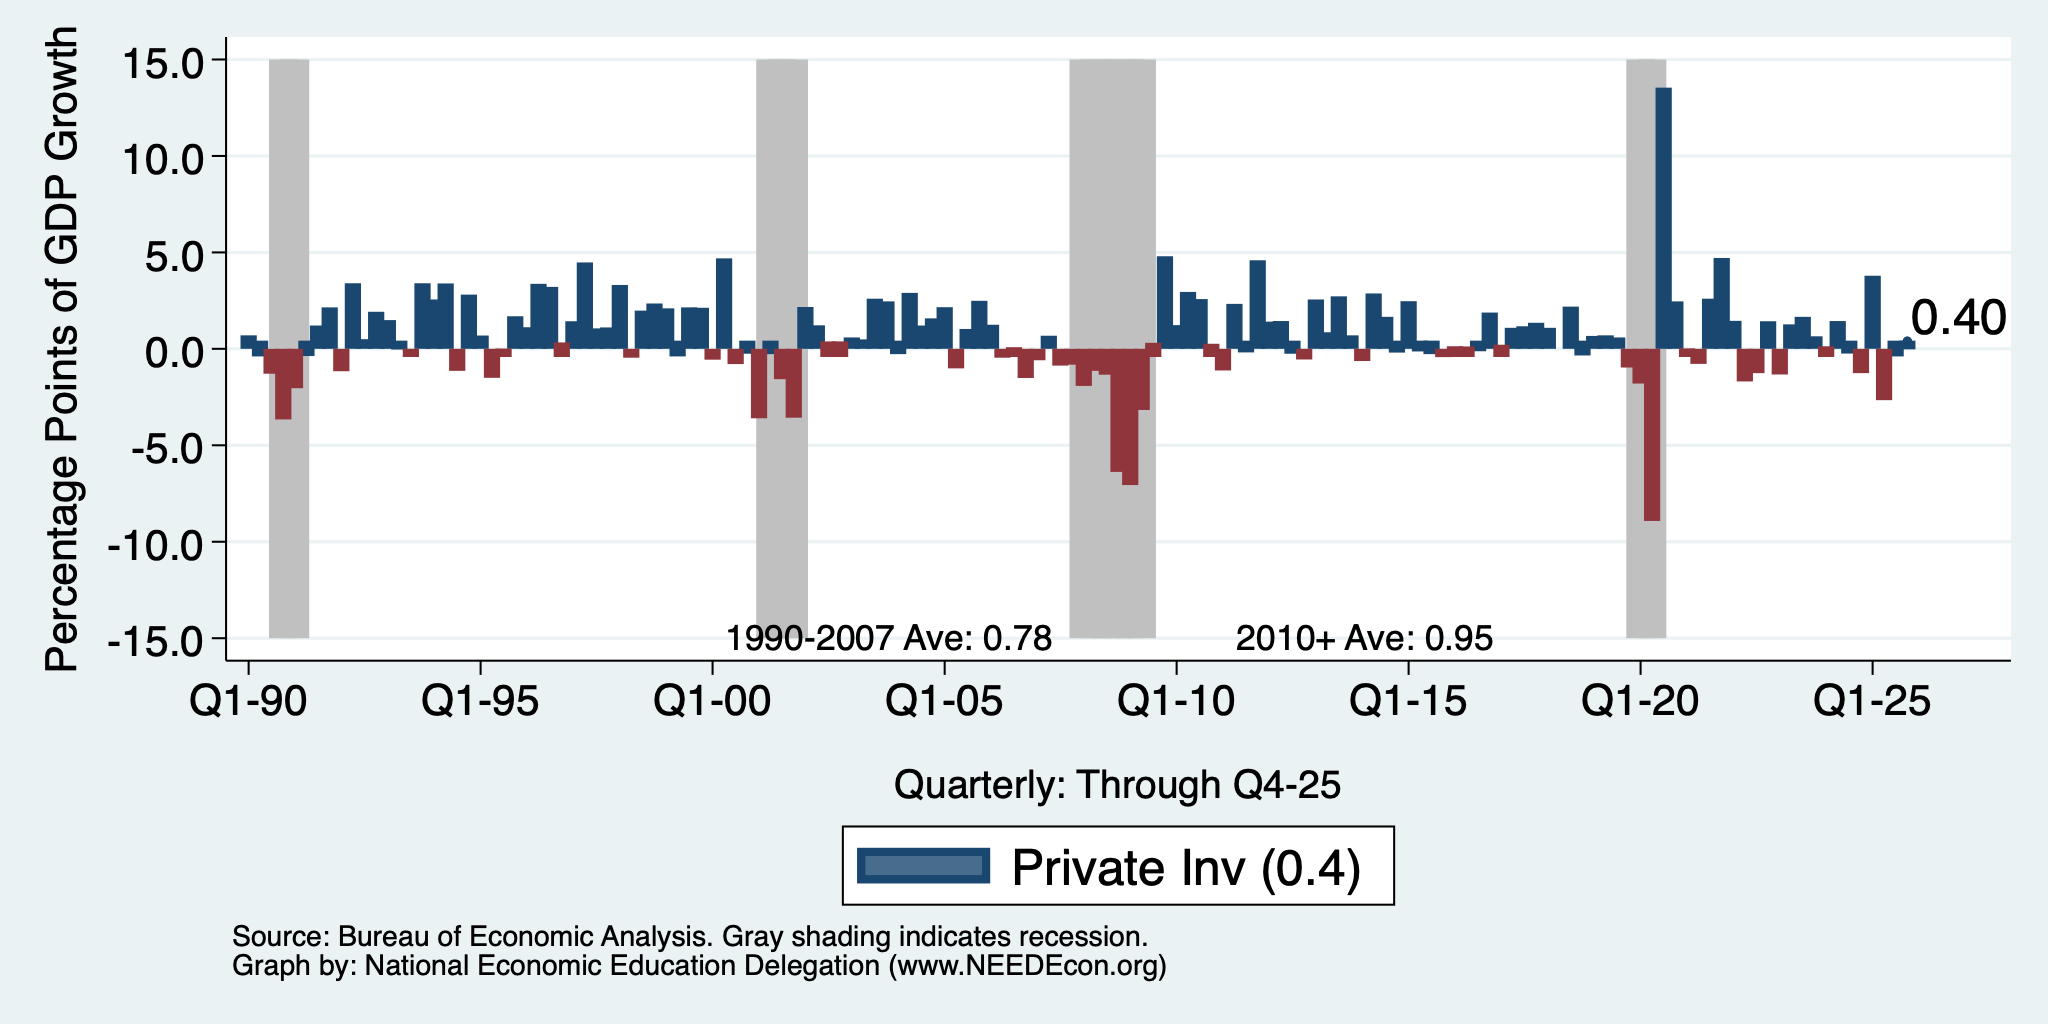 Percentage Points of GDP Growth
15.0
10.0
5.0
0.0
-5.0
-10.0
-15.0
0.40
1990-2007 Ave: 0.78
2010+ Ave: 0.95
Q1-90
Q1-95
Q1-00
Q1-05
Q1-10
Q1-15
Q1-20
Q1-25
Quarterly: Through Q4-25
Private Inv (0.4)
Source: Bureau of Economic Analysis. Gray shading indicates recession.
Graph by: National Economic Education Delegation (www.NEEDEcon.org)